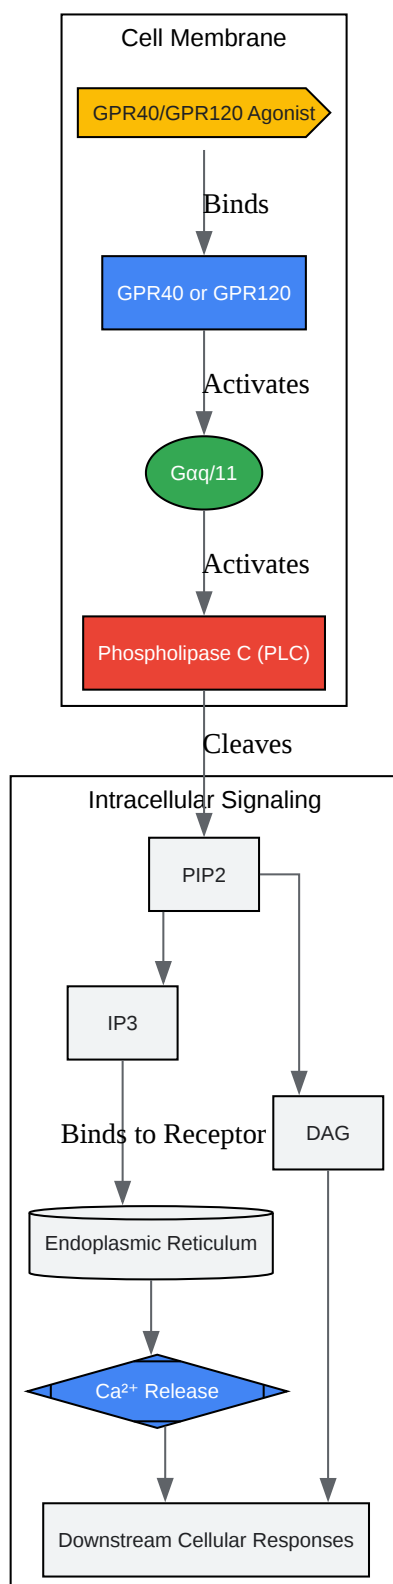 Cell Membrane
GPR40/GPR120 Agonist
Binds
GPR40 or GPR120
Activates
Gαq/11
Activates
Phospholipase C (PLC)
Cleaves
Intracellular Signaling
PIP2
IP3
Binds to Receptor
DAG
Endoplasmic Reticulum
Ca²⁺ Release
Downstream Cellular Responses